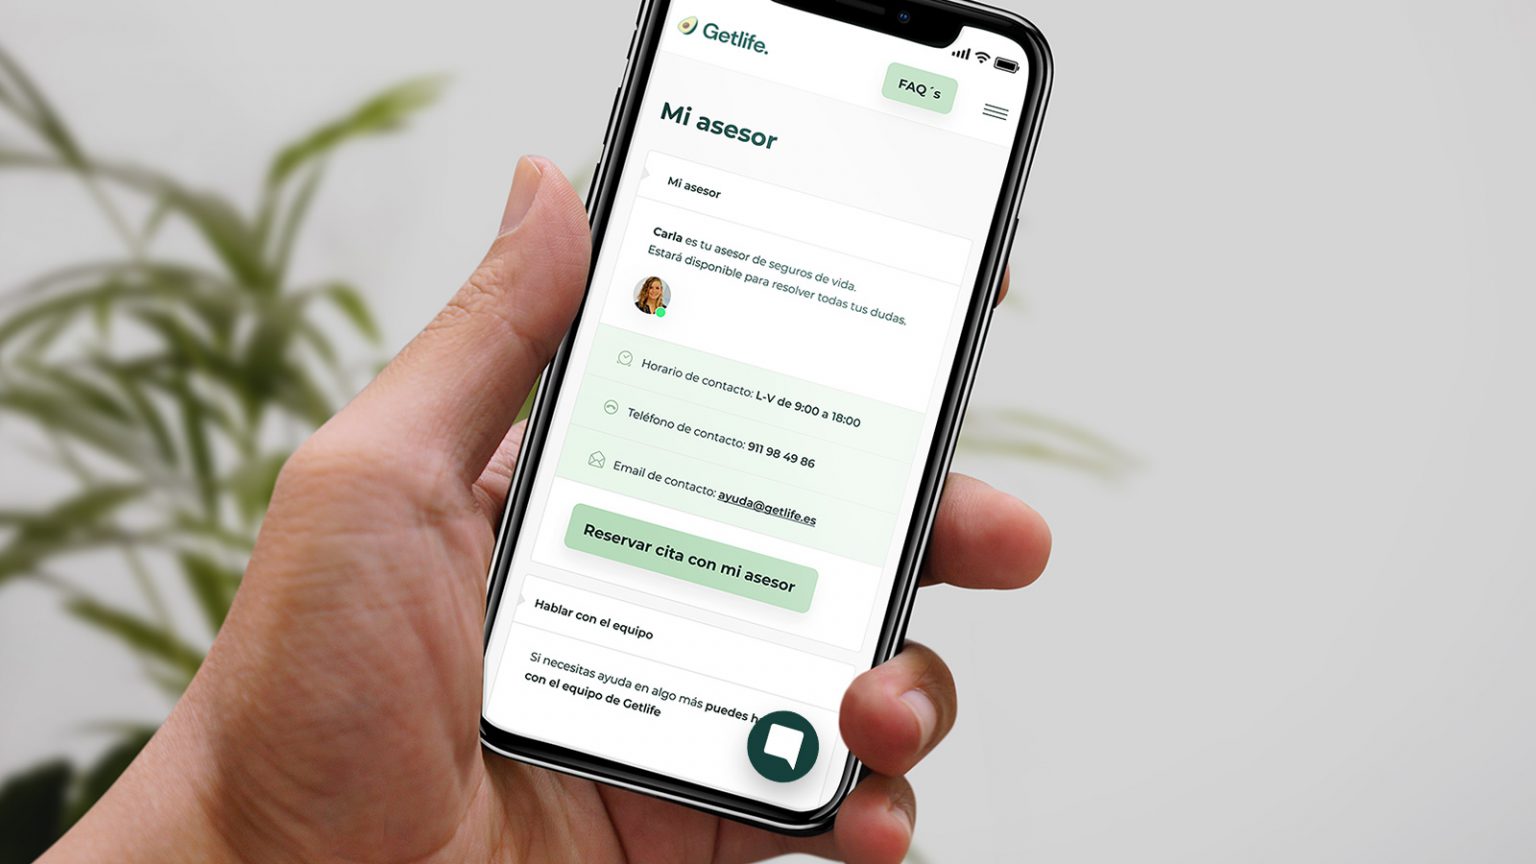 Getlife.
FAQ´s
Mi asesor
Mi asesor
Carla es tu asesor de seguros de vida.
Estará disponible para resolver todas tus dudas.
Horario de contacto: L-V de 9:00 a 18:00
Teléfono de contacto: 911 98 49 86
Email de contacto: ayuda@getlife.es
Reservar cita con mi asesor
Hablar con el equipo
Si necesitas ayuda en algo más puedes
con el equipo de Getlife